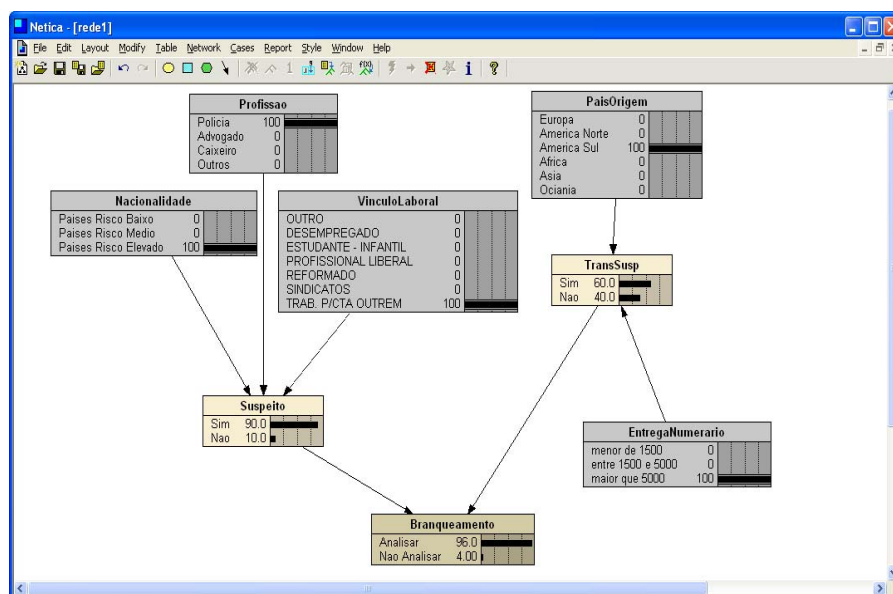 Netica - [rede1]
File Edit Layout Modify Table Network Cases Report Style Window Help
Profissao
Policia 100
Advogado 0
Caixeiro 0
Outros 0
PaisOrigem
Europa 0
America Norte 0
America Sul 100
Africa 0
Asia 0
Ociania 0
Nacionalidade
Paises Risco Baixo 0
Paises Risco Medio 0
Paises Risco Elevado 100
VinculoLaboral
OUTRO 0
DESEMPREGADO 0
ESTUDANTE - INFANTIL 0
PROFISSIONAL LIBERAL 0
REFORMADO 0
SINDICATOS 0
TRAB. P/CTA OUTREM 100
TransSusp
Sim 60.0
Nao 40.0
Suspeito
Sim 90.0
Nao 10.0
EntregaNumerario
menor de 1500 0
entre 1500 e 5000 0
maior que 5000 100
Branqueamento
Analisar 96.0
Nao Analisar 4.00